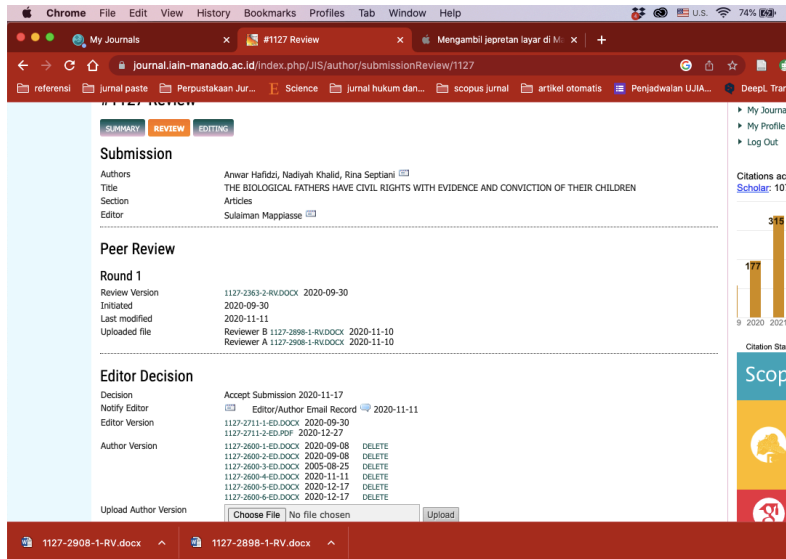 Chrome File Edit View History Bookmarks Profiles Tab Window Help U.S. 74%
My Journals × #1127 Review × Mengambil jepretan layar di M × +
journal.iain-manado.ac.id/index.php/JIS/author/submissionReview/1127
referensi jurnal paste Perpustakaan Jur... Science jurnal hukum dan... scopus jurnal artikel otomatis Penjadwalan UJIA... DeepL Tran
#1127 Review
SUMMARY REVIEW EDITING
Submission
Authors Anwar Hafidzi, Nadiyah Khalid, Rina Septiani
Title THE BIOLOGICAL FATHERS HAVE CIVIL RIGHTS WITH EVIDENCE AND CONVICTION OF THEIR CHILDREN
Section Articles
Editor Sulaiman Mappiasse
Peer Review
Round 1
Review Version 1127-2363-2-RV.DOCX 2020-09-30
Initiated 2020-09-30
Last modified 2020-11-11
Uploaded file Reviewer B 1127-2898-1-RV.DOCX 2020-11-10
Reviewer A 1127-2908-1-RV.DOCX 2020-11-10
Editor Decision
Decision Accept Submission 2020-11-17
Notify Editor Editor/Author Email Record 2020-11-11
Editor Version 1127-2711-1-ED.DOCX 2020-09-30
1127-2711-2-ED.PDF 2020-12-27
Author Version 1127-2600-1-ED.DOCX 2020-09-08 DELETE
1127-2600-2-ED.DOCX 2020-09-08 DELETE
1127-2600-3-ED.DOCX 2005-08-25 DELETE
1127-2600-4-ED.DOCX 2020-11-11 DELETE
1127-2600-5-ED.DOCX 2020-12-17 DELETE
1127-2600-6-ED.DOCX 2020-12-17 DELETE
Upload Author Version Choose File No file chosen Upload
My Journa
My Profile
Log Out
Citations ac
Scholar: 107
315
177
9 2020 2021
Citation Sta
Scop
1127-2908-1-RV.docx
1127-2898-1-RV.docx